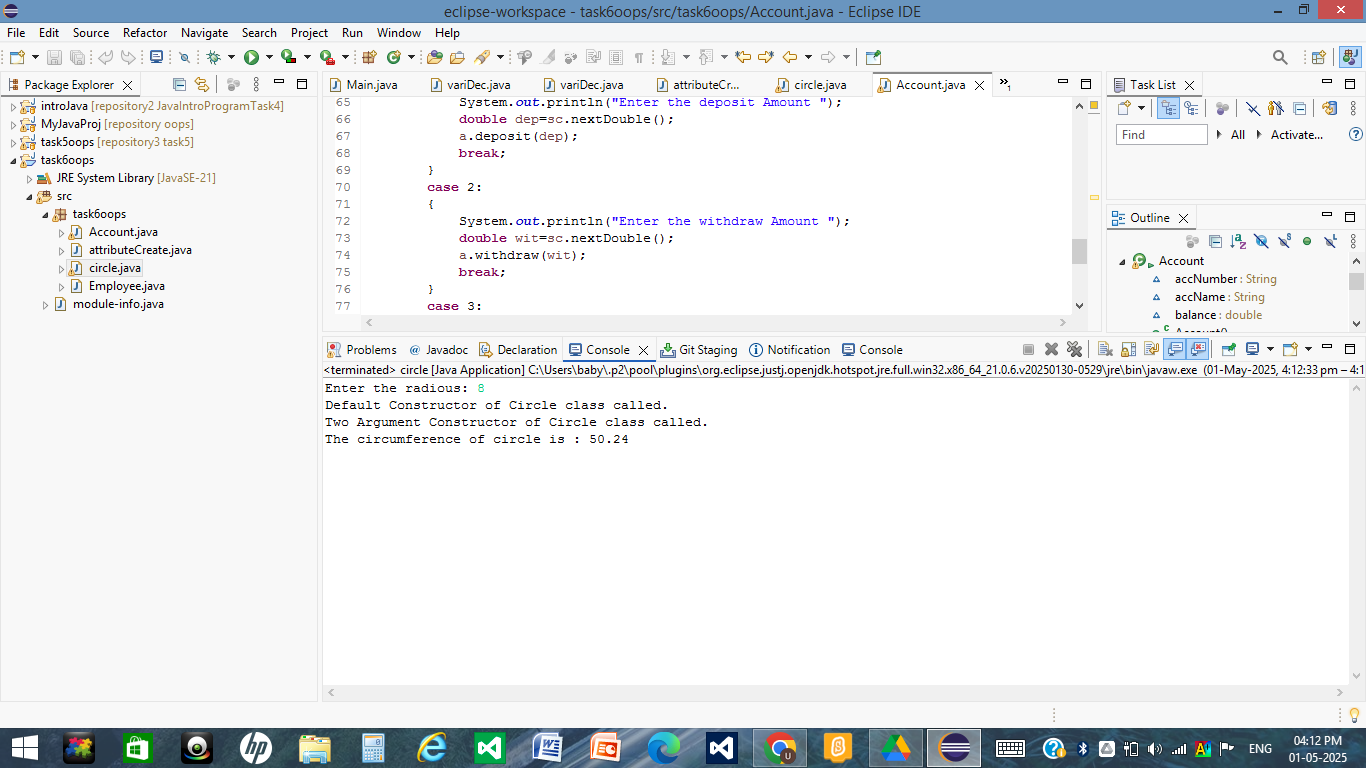 eclipse-workspace - task6oops/src/task6oops/Account.java - Eclipse IDE
File Edit Source Refactor Navigate Search Project Run Window Help
Package Explorer
introJava [repository2 JavaIntroProgramTask4]
MyJavaProj [repository oops]
task5oops [repository3 task5]
task6oops
JRE System Library [JavaSE-21]
src
task6oops
Account.java
attributeCreate.java
circle.java
Employee.java
module-info.java
Main.java variDec.java variDec.java attributeCr... circle.java Account.java »1
65 System.out.println("Enter the deposit Amount ");
66 double dep=sc.nextDouble();
67 a.deposit(dep);
68 break;
69 }
70 case 2:
71 {
72 System.out.println("Enter the withdraw Amount ");
73 double wit=sc.nextDouble();
74 a.withdraw(wit);
75 break;
76 }
77 case 3:
Task List
Find All Activate...
Outline
Account
accNumber : String
accName : String
balance : double
Account()
Problems @ Javadoc Declaration Console Git Staging Notification Console
<terminated> circle [Java Application] C:\Users\baby\.p2\pool\plugins\org.eclipse.justj.openjdk.hotspot.jre.full.win32.x86_64_21.0.6.v20250130-0529\jre\bin\javaw.exe (01-May-2025, 4:12:33 pm – 4:1
Enter the radious: 8
Default Constructor of Circle class called.
Two Argument Constructor of Circle class called.
The circumference of circle is : 50.24
ENG
04:12 PM
01-05-2025